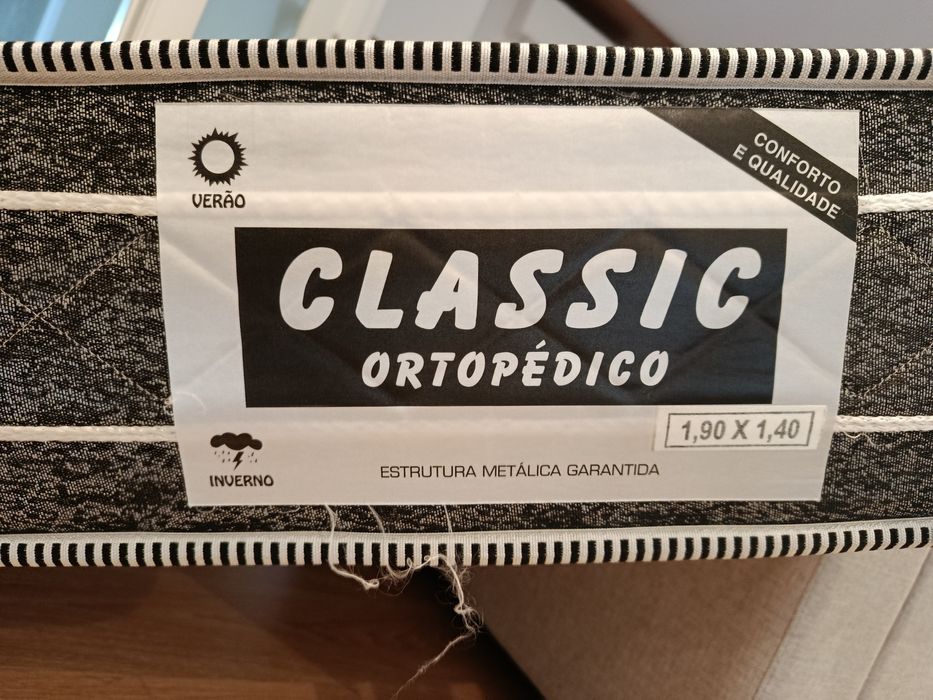 CONFORTO
E QUALIDADE
VERÃO
CLASSIC
ORTOPÉDICO
1,90 X 1,40
INVERNO
ESTRUTURA METÁLICA GARANTIDA